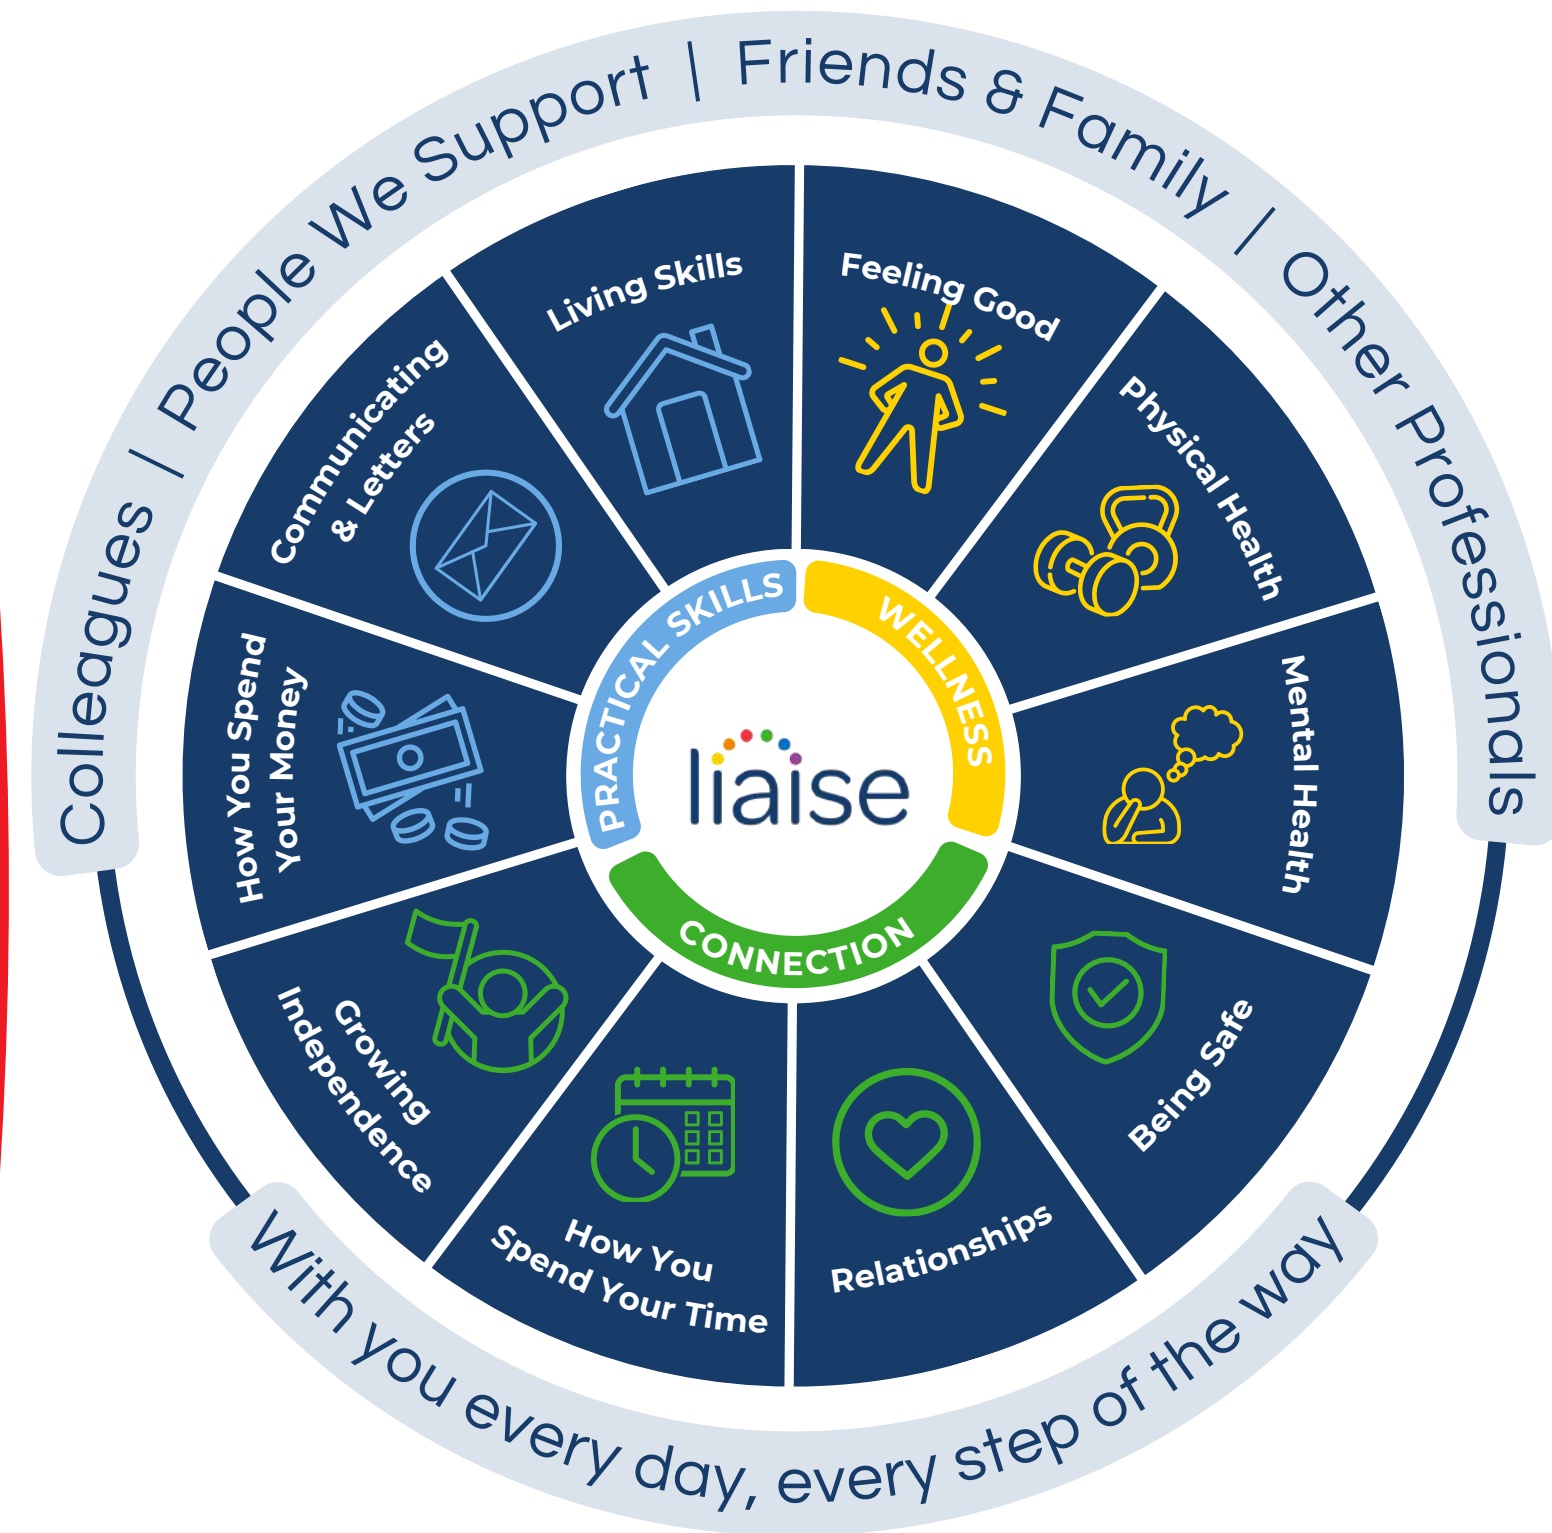 Colleagues | People We Support | Friends & Family | Other Professionals
Living Skills
Feeling Good
Physical Health
Mental Health
Being Safe
Relationships
How You
Spend Your Time
Growing
Independence
How You Spend
Your Money
Communicating
& Letters
PRACTICAL SKILLS
WELLNESS
CONNECTION
liaise
With you every day, every step of the way